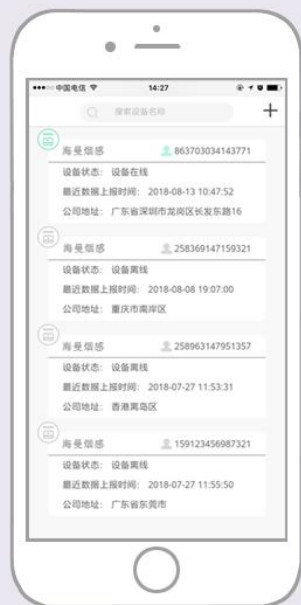 中国电信
14:27
搜索设备名称
海曼烟感 863703034143771
设备状态: 设备在线
最近数据上报时间: 2018-08-13 10:47:52
公司地址: 广东省深圳市龙岗区长发东路16
海曼烟感 258369147159321
设备状态: 设备离线
最近数据上报时间: 2018-08-08 19:07:00
公司地址: 重庆市南岸区
海曼烟感 258963147951357
设备状态: 设备离线
最近数据上报时间: 2018-07-27 11:53:31
公司地址: 香港离岛区
海曼烟感 159123456987321
设备状态: 设备离线
最近数据上报时间: 2018-07-27 11:55:50
公司地址: 广东省东莞市